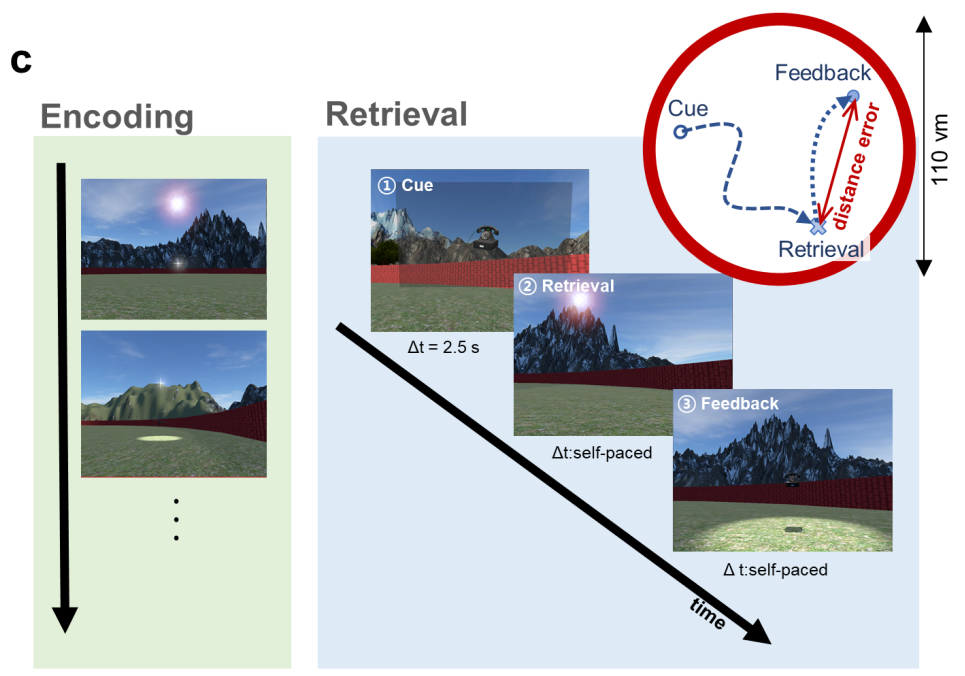 c
Encoding
Retrieval
① Cue
Δt = 2.5 s
② Retrieval
Δt:self-paced
③ Feedback
Δ t:self-paced
time
Feedback
Cue
distance error
Retrieval
110 vm